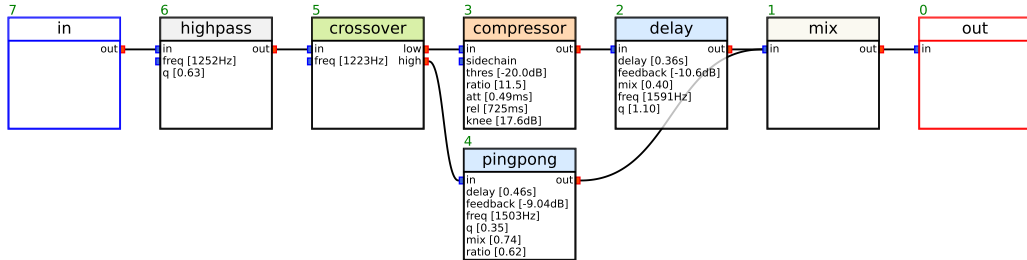 7
in
out
6
highpass
in
out
freq [1252Hz]
q [0.63]
5
crossover
in
low
freq [1223Hz]
high
3
compressor
in
out
sidechain
thres [-20.0dB]
ratio [11.5]
att [0.49ms]
rel [725ms]
knee [17.6dB]
2
delay
in
out
delay [0.36s]
feedback [-10.6dB]
mix [0.40]
freq [1591Hz]
q [1.10]
1
mix
in
out
0
out
in
4
pingpong
in
out
delay [0.46s]
feedback [-9.04dB]
freq [1503Hz]
q [0.35]
mix [0.74]
ratio [0.62]